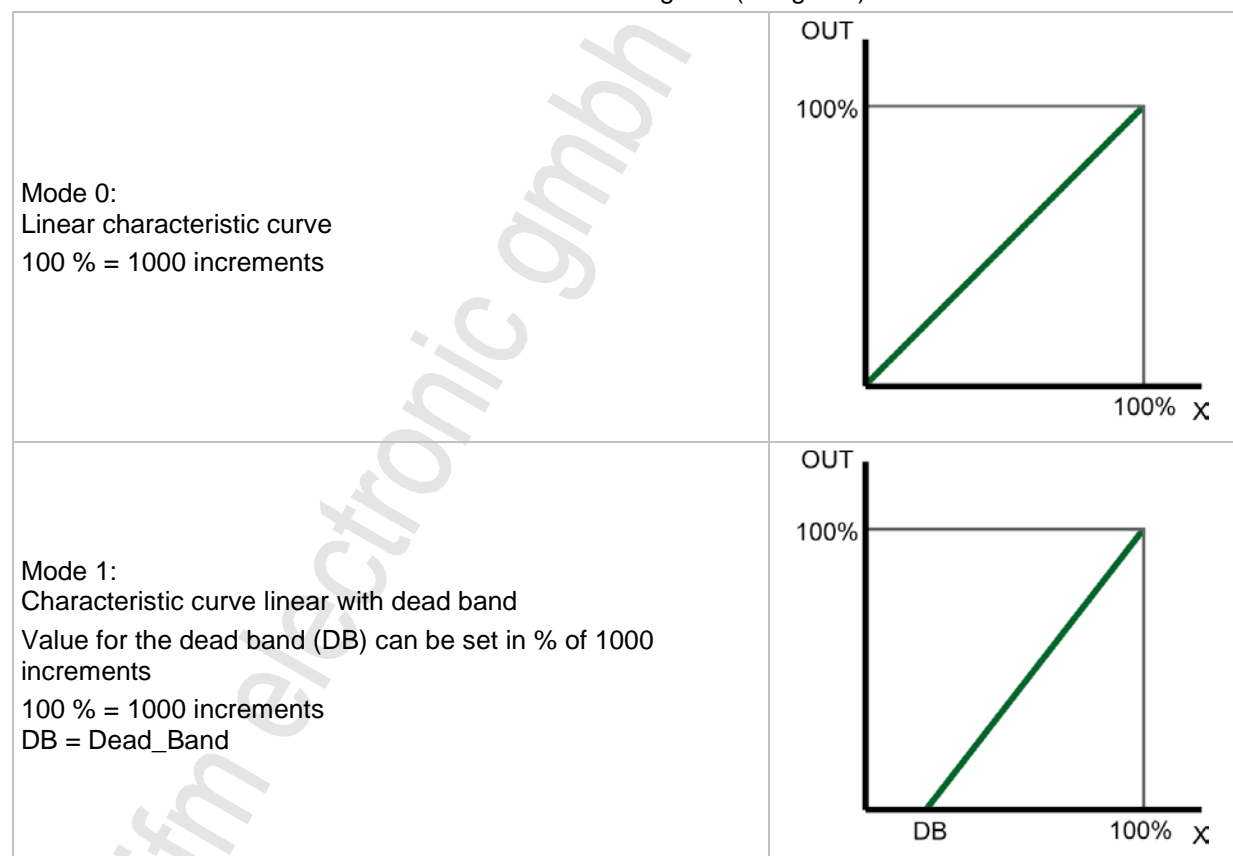 Mode 0:
Linear characteristic curve
100 % = 1000 increments
OUT
100%
100% X
Mode 1:
Characteristic curve linear with dead band
Value for the dead band (DB) can be set in % of 1000
increments
100 % = 1000 increments
DB = Dead_Band
OUT
100%
DB 100% X
ifm electronic gmbh